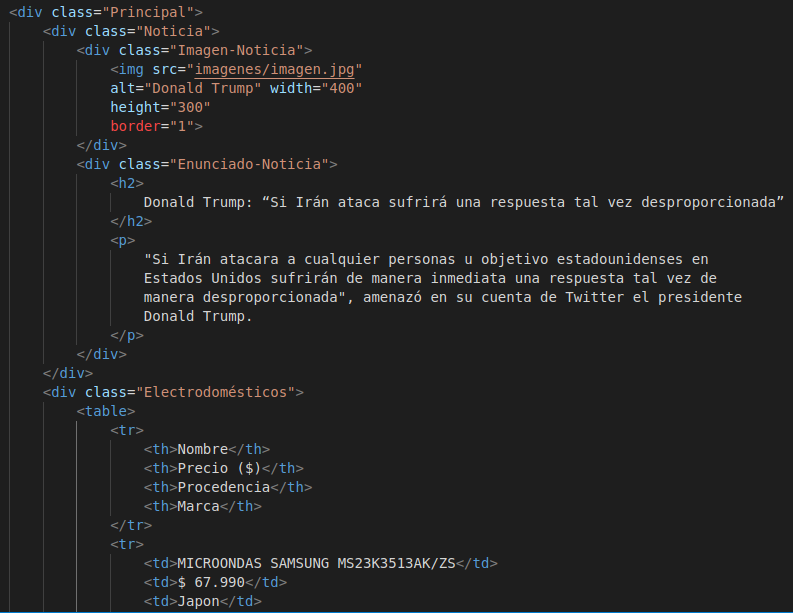 <div class="Principal">
<div class="Noticia">
<div class="Imagen-Noticia">
<img src="imagenes/imagen.jpg"
alt="Donald Trump" width="400"
height="300"
border="1">
</div>
<div class="Enunciado-Noticia">
<h2>
Donald Trump: “Si Irán ataca sufrirá una respuesta tal vez desproporcionada”
</h2>
<p>
"Si Irán atacara a cualquier personas u objetivo estadounidenses en
Estados Unidos sufrirán de manera inmediata una respuesta tal vez de
manera desproporcionada", amenazó en su cuenta de Twitter el presidente
Donald Trump.
</p>
</div>
</div>
<div class="Electrodomésticos">
<table>
<tr>
<th>Nombre</th>
<th>Precio ($)</th>
<th>Procedencia</th>
<th>Marca</th>
</tr>
<tr>
<td>MICROONDAS SAMSUNG MS23K3513AK/ZS</td>
<td>$ 67.990</td>
<td>Japon</td>